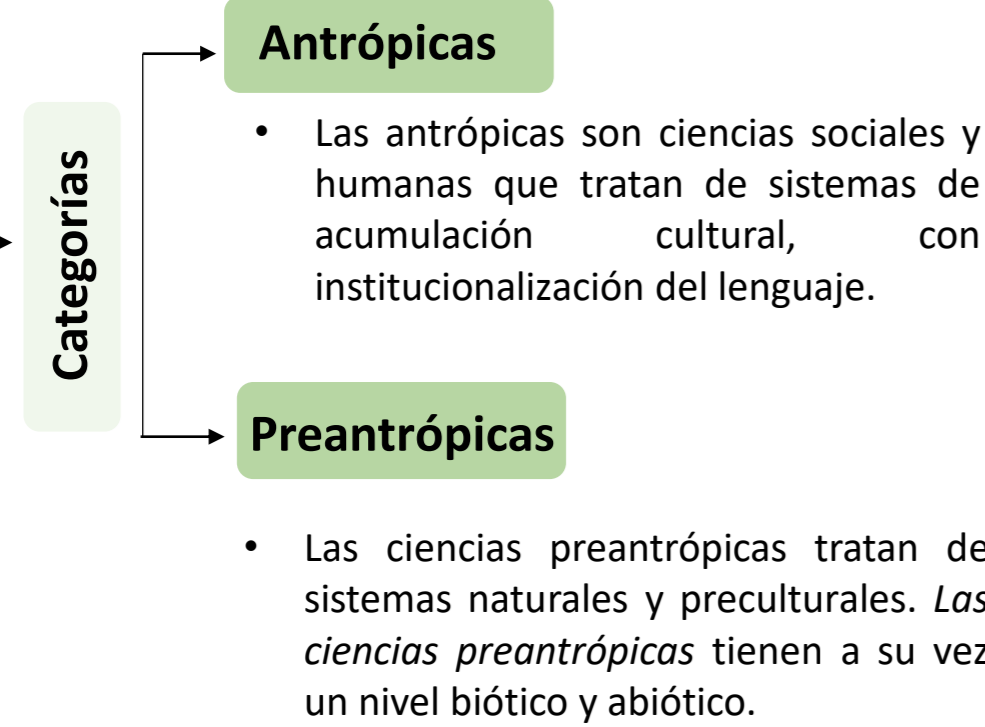 Categorías
Antrópicas
• Las antrópicas son ciencias sociales y
humanas que tratan de sistemas de
acumulación cultural, con
institucionalización del lenguaje.
Preantrópicas
• Las ciencias preantrópicas tratan de
sistemas naturales y preculturales. Las
ciencias preantrópicas tienen a su vez
un nivel biótico y abiótico.